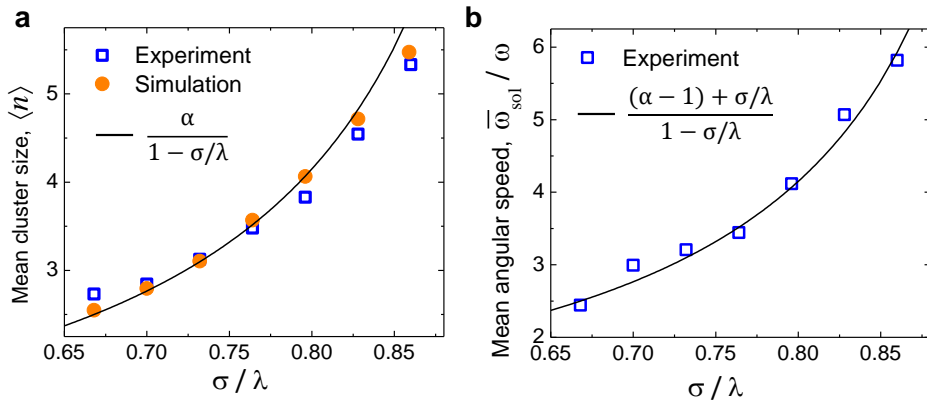 a
Mean cluster size, ⟨n⟩
5
4
3
Experiment
Simulation
α
1 − σ/λ
0.65 0.70 0.75 0.80 0.85
σ / λ
b
Mean angular speed, ω̅sol / ω
6
5
4
3
2
Experiment
(α − 1) + σ/λ
1 − σ/λ
0.65 0.70 0.75 0.80 0.85
σ / λ